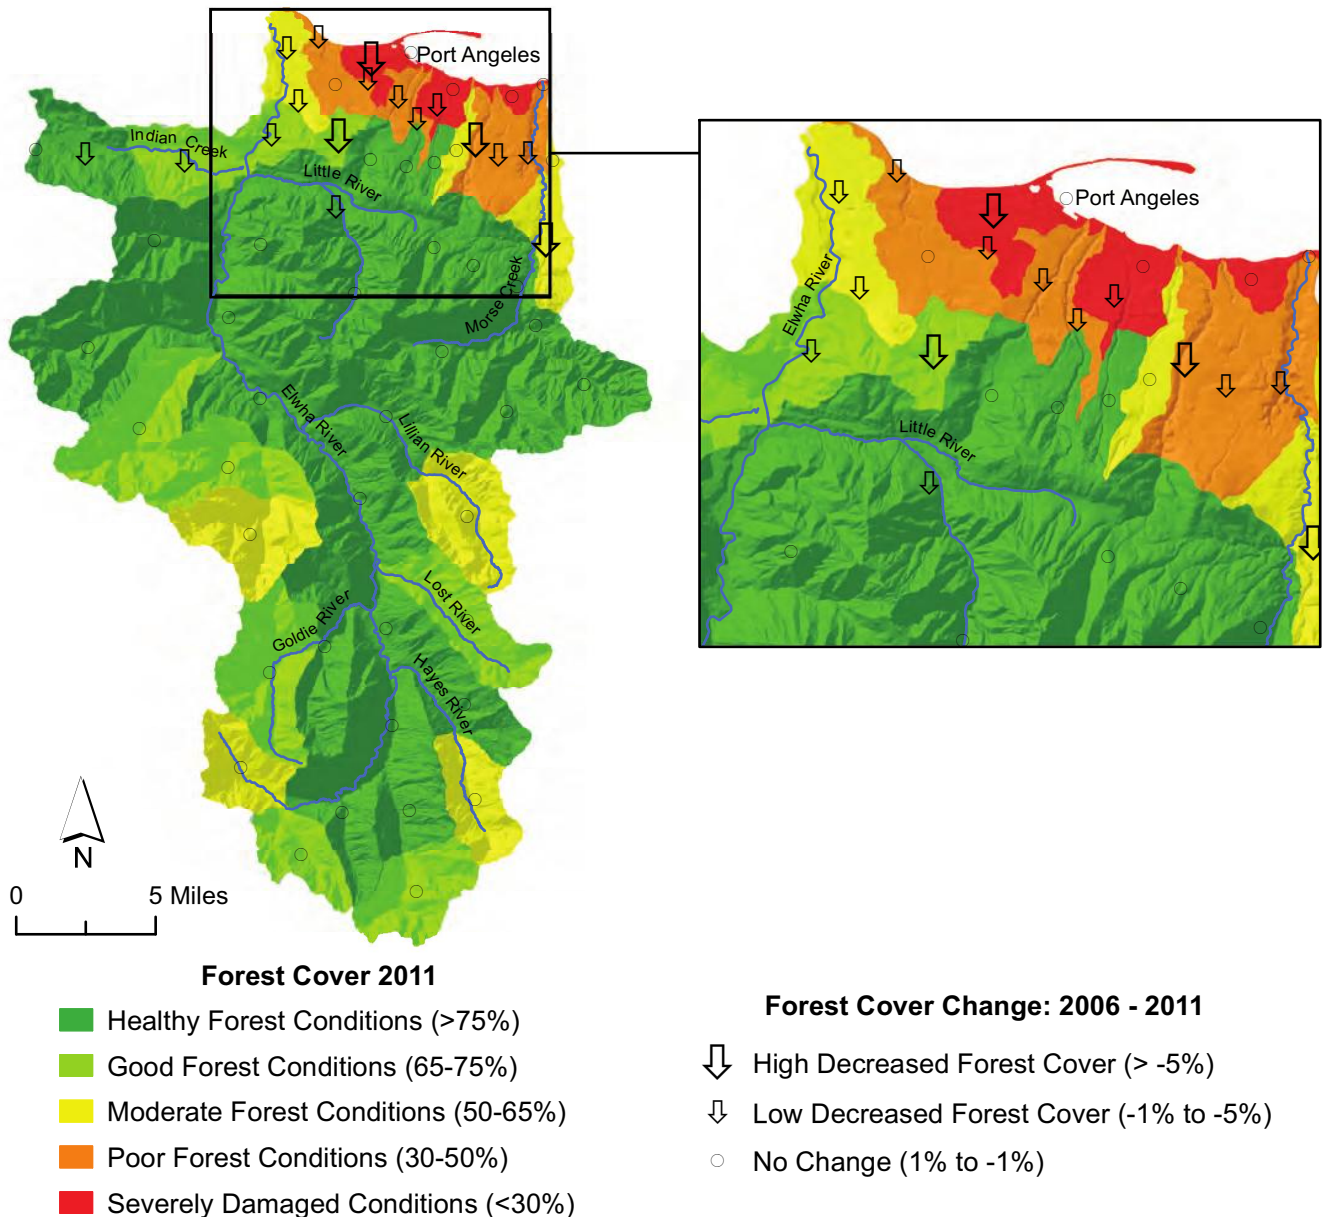 Port Angeles
Indian Creek
Little River
Morse Creek
Elwha River
Lillian River
Lost River
Goldie River
Hayes River
Port Angeles
Elwha River
Little River
N
0 5 Miles
Forest Cover 2011
Healthy Forest Conditions (>75%)
Good Forest Conditions (65-75%)
Moderate Forest Conditions (50-65%)
Poor Forest Conditions (30-50%)
Severely Damaged Conditions (<30%)
Forest Cover Change: 2006 - 2011
High Decreased Forest Cover (> -5%)
Low Decreased Forest Cover (-1% to -5%)
No Change (1% to -1%)